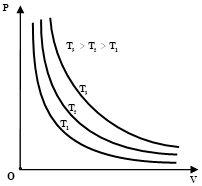 P
T₃ > T₂ > T₁
T₃
T₂
T₁
O
V